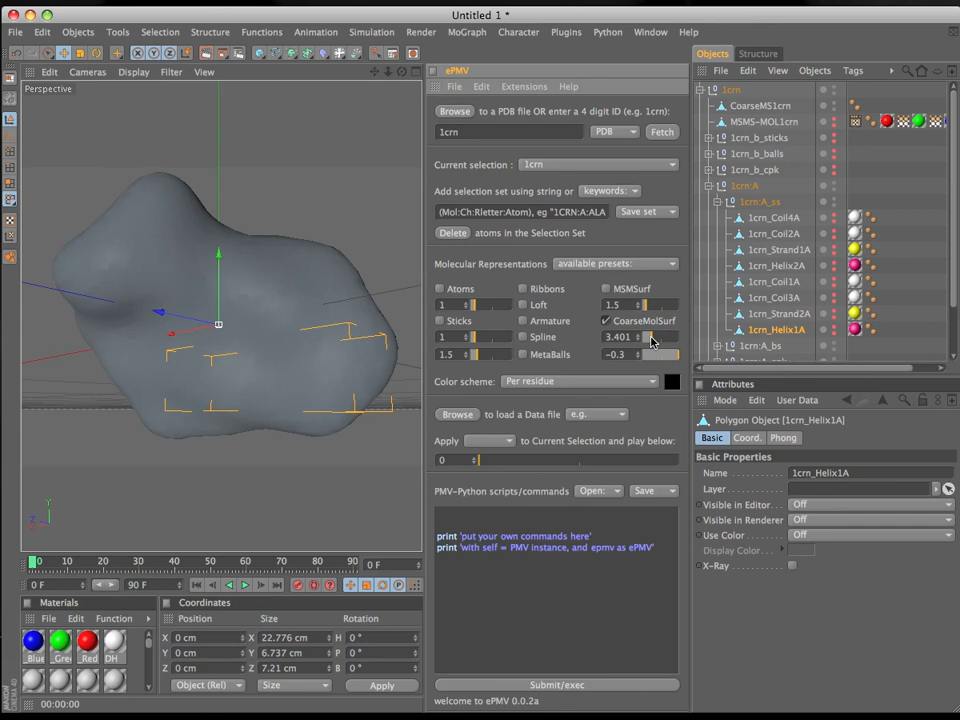 Untitled 1 *
File Edit Objects Tools Selection Structure Functions Animation Simulation Render MoGraph Character Plugins Python Window Help
Edit Cameras Display Filter View
Perspective
Y
Z
0 10 20 30 40 50 60 70 80 90 0 F
0 F 90 F
Materials
File Edit Function
Blue
Red
DH
Coordinates
Position Size Rotation
X 0 cm X 22.776 cm H 0 °
Y 0 cm Y 6.737 cm P 0 °
Z 0 cm Z 7.21 cm B 0 °
Object (Rel) Size Apply
00:00:00
MAXON
CINEMA 4D
ePMV
File Edit Extensions Help
Browse to a PDB file OR enter a 4 digit ID (e.g. 1crn):
1crn PDB Fetch
Current selection : 1crn
Add selection set using string or keywords:
(Mol:Ch:Rletter:Atom), eg "1CRN:A:ALA Save set
Delete atoms in the Selection Set
Molecular Representations available presets:
Atoms Ribbons MSMSurf
1 Loft 1.5
Sticks Armature CoarseMolSurf
1 Spline 3.401
1.5 MetaBalls -0.3
Color scheme: Per residue
Browse to load a Data file e.g.
Apply to Current Selection and play below:
0
PMV-Python scripts/commands Open: Save
print 'put your own commands here'
print 'with self = PMV instance, and epmv as ePMV'
Submit/exec
welcome to ePMV 0.0.2a
Objects Structure
File Edit View Objects Tags
1crn
CoarseMS1crn
MSMS-MOL1crn
1crn_b_sticks
1crn_b_balls
1crn_b_cpk
1crn:A
1crn:A_ss
1crn_Coil4A
1crn_Coil2A
1crn_Strand1A
1crn_Helix2A
1crn_Coil1A
1crn_Coil3A
1crn_Strand2A
1crn_Helix1A
1crn:A_bs
Attributes
Mode Edit User Data
Polygon Object [1crn_Helix1A]
Basic Coord. Phong
Basic Properties
Name 1crn_Helix1A
Layer
Visible in Editor Off
Visible in Renderer Off
Use Color Off
Display Color
X-Ray